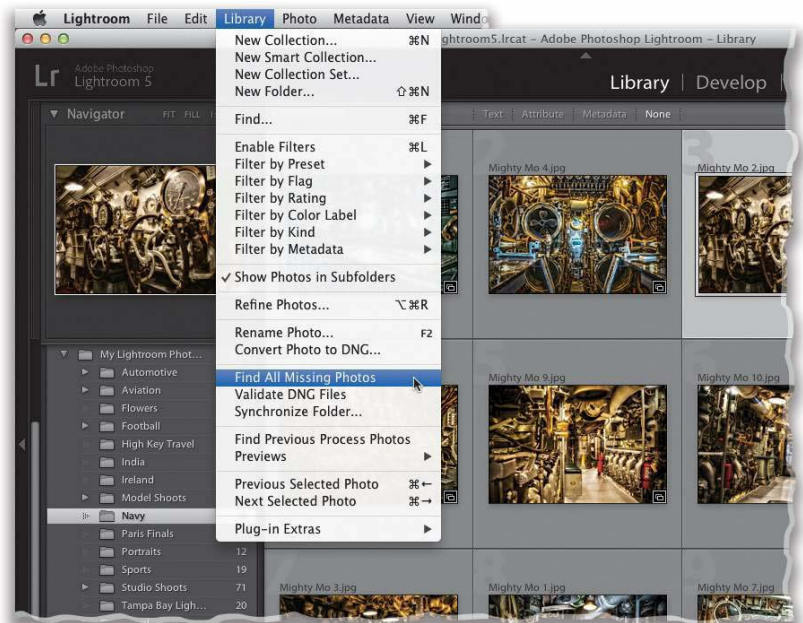 Lightroom File Edit Library Photo Metadata View
ghtroom5.lrcat – Adobe Photoshop Lightroom – Library
Lr Adobe Photoshop Lightroom 5
Library | Develop
Navigator FIT FILL
Text Attribute Metadata None
New Collection... ⌘N
New Smart Collection...
New Collection Set...
New Folder... ⇧⌘N
Find... ⌘F
Enable Filters ⌘L
Filter by Preset
Filter by Flag
Filter by Rating
Filter by Color Label
Filter by Kind
Filter by Metadata
✓ Show Photos in Subfolders
Refine Photos... ⌥⌘R
Rename Photo... F2
Convert Photo to DNG...
Find All Missing Photos
Validate DNG Files
Synchronize Folder...
Find Previous Process Photos
Previews
Previous Selected Photo ⌘←
Next Selected Photo ⌘→
Plug-in Extras
My Lightroom Phot...
Automotive
Aviation
Flowers
Football
High Key Travel
India
Ireland
Model Shoots
Navy
Paris Finals
Portraits 12
Sports 19
Studio Shoots 71
Tampa Bay Ligh... 20
Mighty Mo 4.jpg
Mighty Mo 2.jpg
Mighty Mo 9.jpg
Mighty Mo 10.jpg
Mighty Mo 3.jpg
Mighty Mo 1.jpg
Mighty Mo 7.jpg